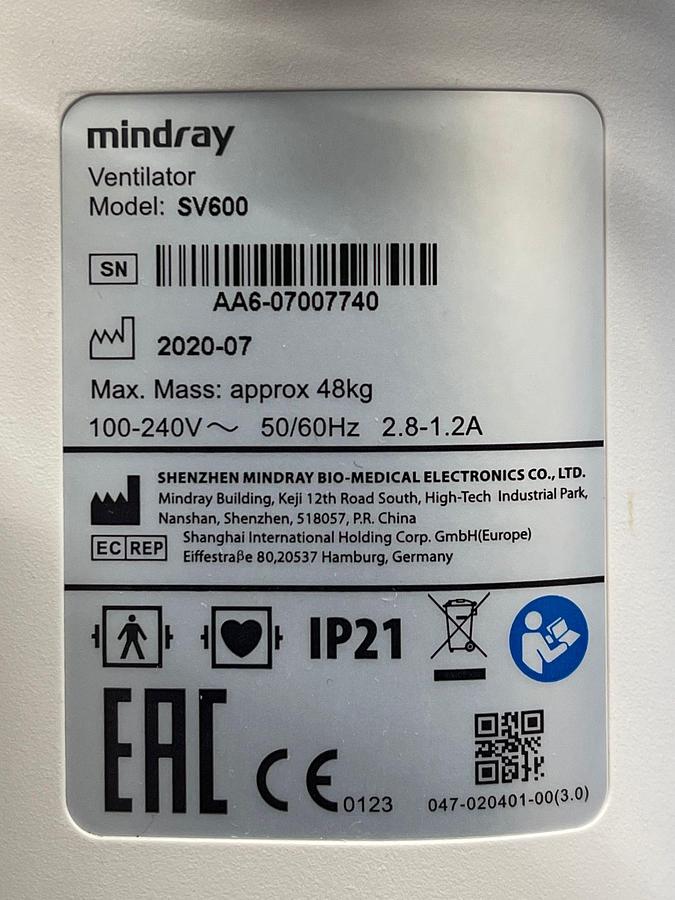 mindray
Ventilator
Model: SV600
SN
AA6-07007740
2020-07
Max. Mass: approx 48kg
100-240V～ 50/60Hz 2.8-1.2A
SHENZHEN MINDRAY BIO-MEDICAL ELECTRONICS CO., LTD.
Mindray Building, Keji 12th Road South, High-Tech Industrial Park,
Nanshan, Shenzhen, 518057, P.R. China
EC REP
Shanghai International Holding Corp. GmbH(Europe)
Eiffestraβe 80,20537 Hamburg, Germany
IP21
EAC CE 0123
047-020401-00(3.0)